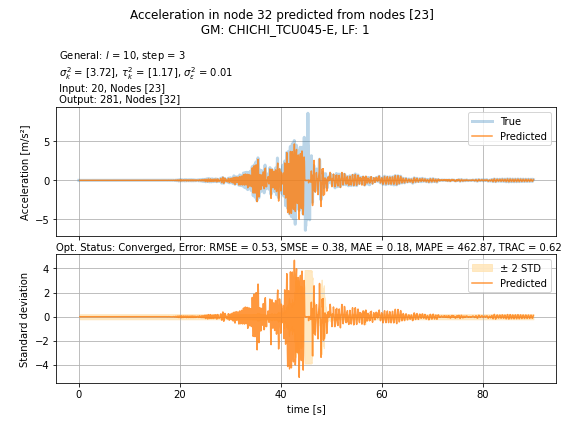 Acceleration in node 32 predicted from nodes [23]
GM: CHICHI_TCU045-E, LF: 1
General: l = 10, step = 3
σ²ₖ = [3.72], τ²ₖ = [1.17], σ²_ε = 0.01
Input: 20, Nodes [23]
Output: 281, Nodes [32]
Acceleration [m/s²]
5
0
−5
True
Predicted
Opt. Status: Converged, Error: RMSE = 0.53, SMSE = 0.38, MAE = 0.18, MAPE = 462.87, TRAC = 0.62
Standard deviation
4
2
0
−2
−4
± 2 STD
Predicted
0 20 40 60 80
time [s]